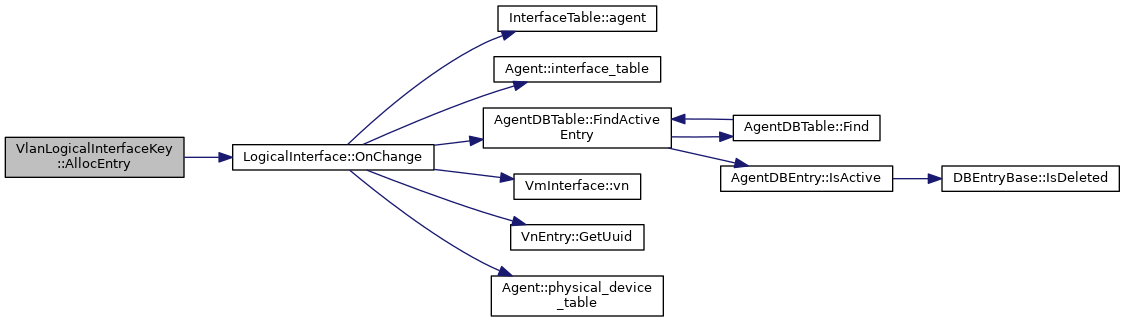 VlanLogicalInterfaceKey
::AllocEntry
LogicalInterface::OnChange
InterfaceTable::agent
Agent::interface_table
AgentDBTable::FindActive
Entry
VmInterface::vn
VnEntry::GetUuid
Agent::physical_device
_table
AgentDBTable::Find
AgentDBEntry::IsActive
DBEntryBase::IsDeleted